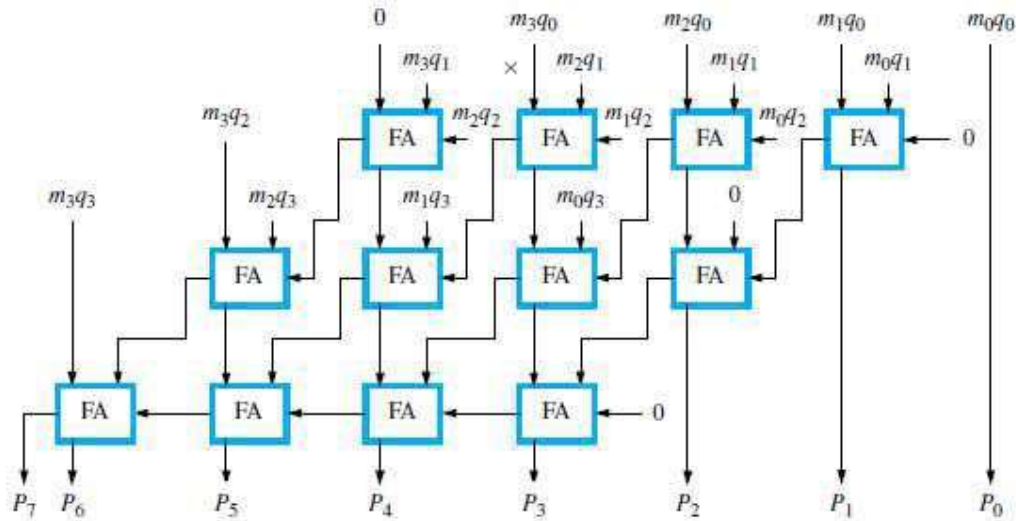 0 m₃q₀ m₂q₀ m₁q₀ m₀q₀
m₃q₁ × m₂q₁ m₁q₁ m₀q₁
m₃q₂ FA m₂q₂ FA m₁q₂ FA m₀q₂ FA 0
m₃q₃ m₂q₃ m₁q₃ m₀q₃ 0
FA FA FA FA
FA FA FA FA 0
P₇ P₆ P₅ P₄ P₃ P₂ P₁ P₀